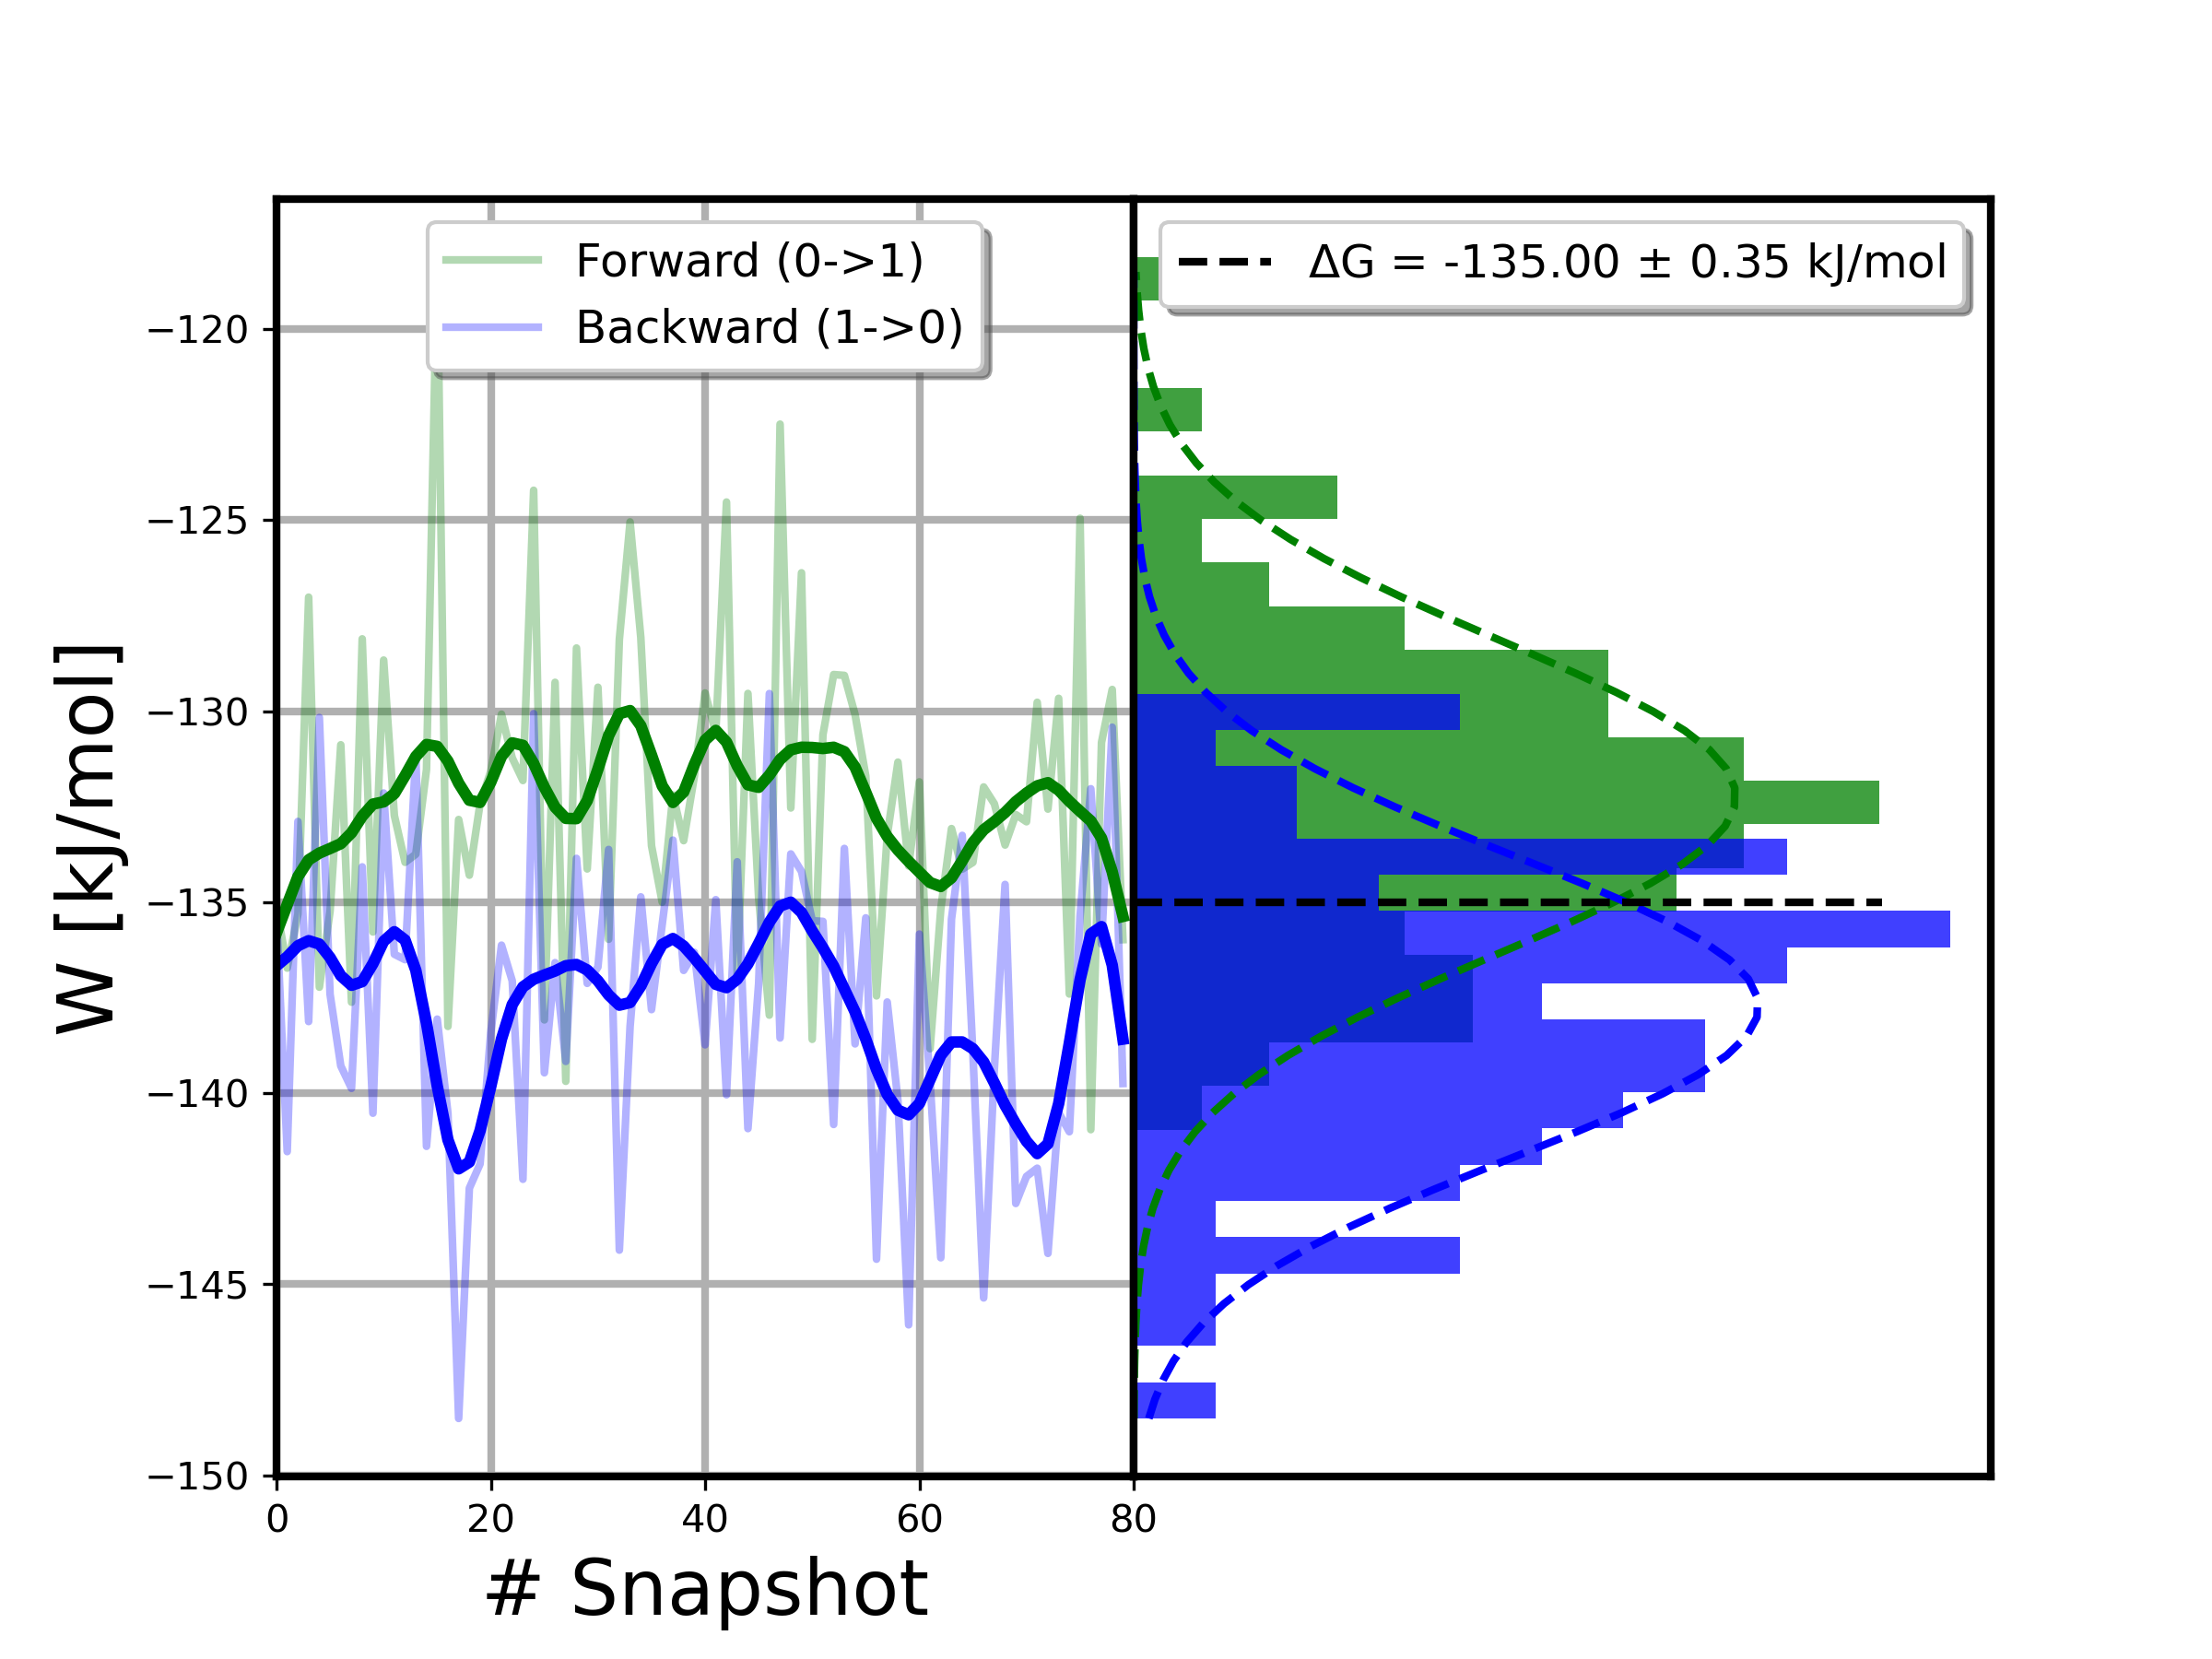 Forward (0->1)
Backward (1->0)
ΔG = -135.00 ± 0.35 kJ/mol
W [kJ/mol]
−120
−125
−130
−135
−140
−145
−150
0 20 40 60 80
# Snapshot